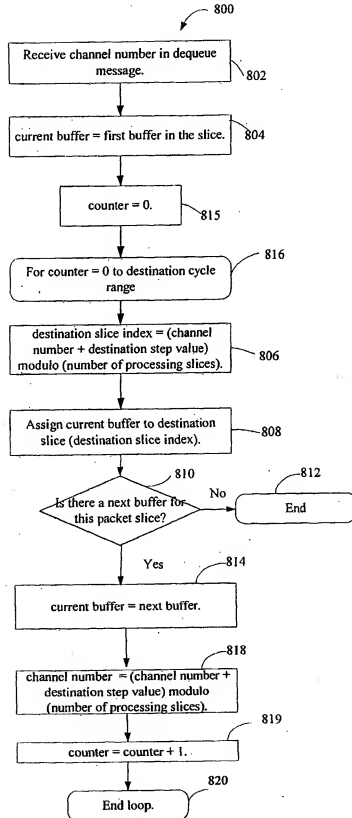 800
Receive channel number in dequeue
message.
802
current buffer = first buffer in the slice.
804
counter = 0.
815
For counter = 0 to destination cycle
range
816
destination slice index = (channel
number + destination step value)
modulo (number of processing slices).
806
Assign current buffer to destination
slice (destination slice index).
808
810
Is there a next buffer for
this packet slice?
No
812
End
Yes
814
current buffer = next buffer.
818
channel number = (channel number +
destination step value) modulo
(number of processing slices).
819
counter = counter + 1.
820
End loop.